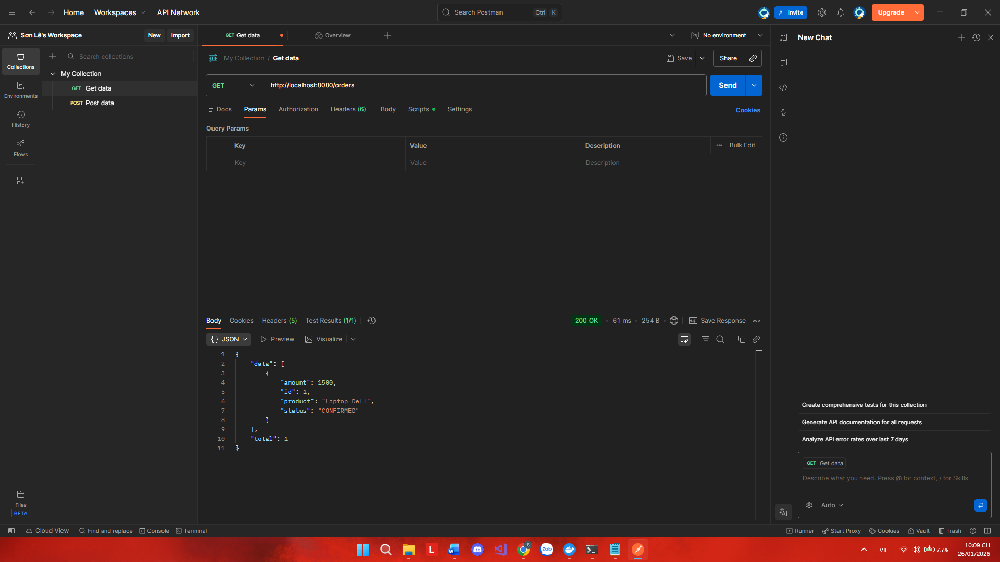 Home
Workspaces
API Network
Search Postman
Ctrl
K
Invite
Upgrade
Sơn Lê's Workspace
New
Import
GET Get data
Overview
No environment
New Chat
Collections
Search collections
My Collection
GET Get data
POST Post data
Environments
History
Flows
Files
BETA
HTTP
My Collection / Get data
Save
Share
GET
http://localhost:8080/orders
Send
Docs
Params
Authorization
Headers (6)
Body
Scripts
Settings
Cookies
Query Params
Key
Value
Description
Bulk Edit
Key
Value
Description
Body
Cookies
Headers (5)
Test Results (1/1)
200 OK
61 ms
254 B
e.g.
Save Response
{} JSON
Preview
Visualize
1 {
2 "data": [
3 {
4 "amount": 1500,
5 "id": 1,
6 "product": "Laptop Dell",
7 "status": "CONFIRMED"
8 }
9 ],
10 "total": 1
11 }
Create comprehensive tests for this collection
Generate API documentation for all requests
Analyze API error rates over last 7 days
GET Get data
Describe what you need. Press @ for context, / for Skills.
Auto
AI
Cloud View
Find and replace
Console
Terminal
Runner
Start Proxy
Cookies
Vault
Trash
L
W
S
Zalo
VIE
75%
10:09 CH
26/01/2026